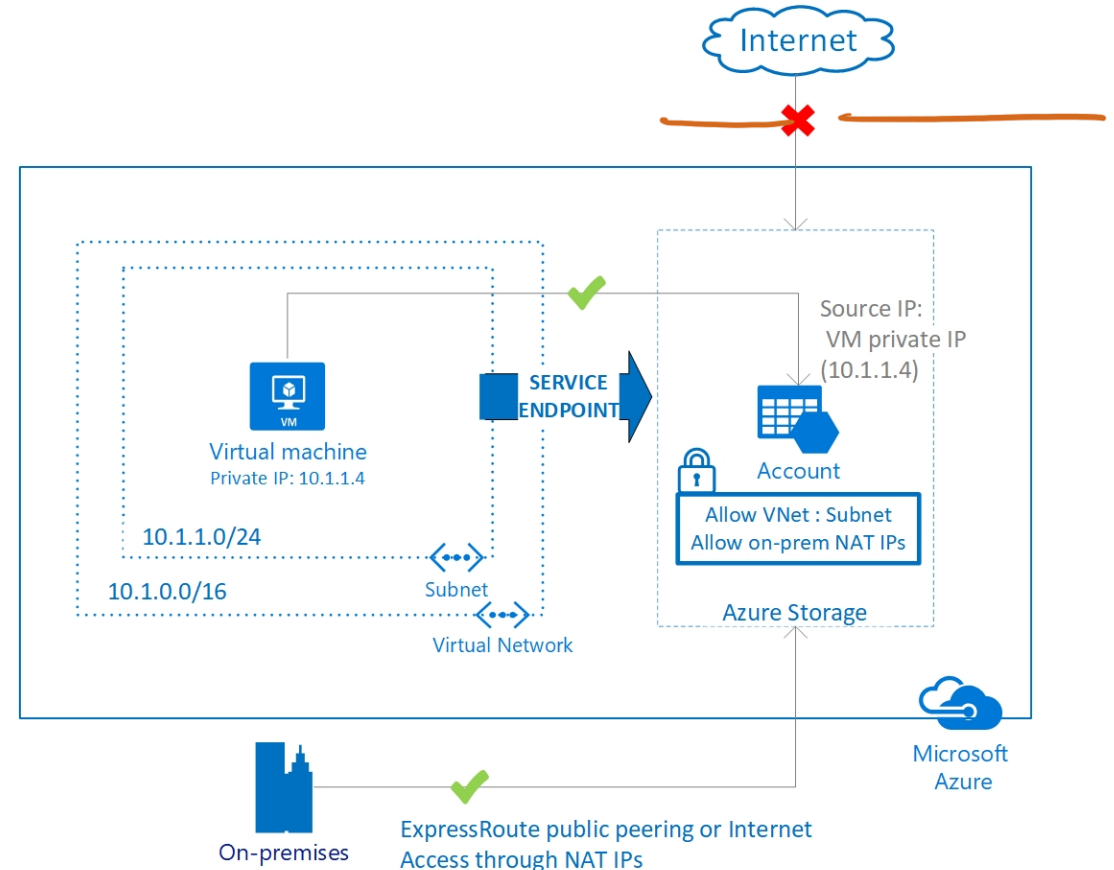 Internet
Source IP:
VM private IP
(10.1.1.4)
SERVICE
ENDPOINT
VM
Virtual machine
Private IP: 10.1.1.4
Account
Allow VNet : Subnet
Allow on-prem NAT IPs
10.1.1.0/24
Subnet
10.1.0.0/16
Azure Storage
Virtual Network
Microsoft
Azure
On-premises
ExpressRoute public peering or Internet
Access through NAT IPs